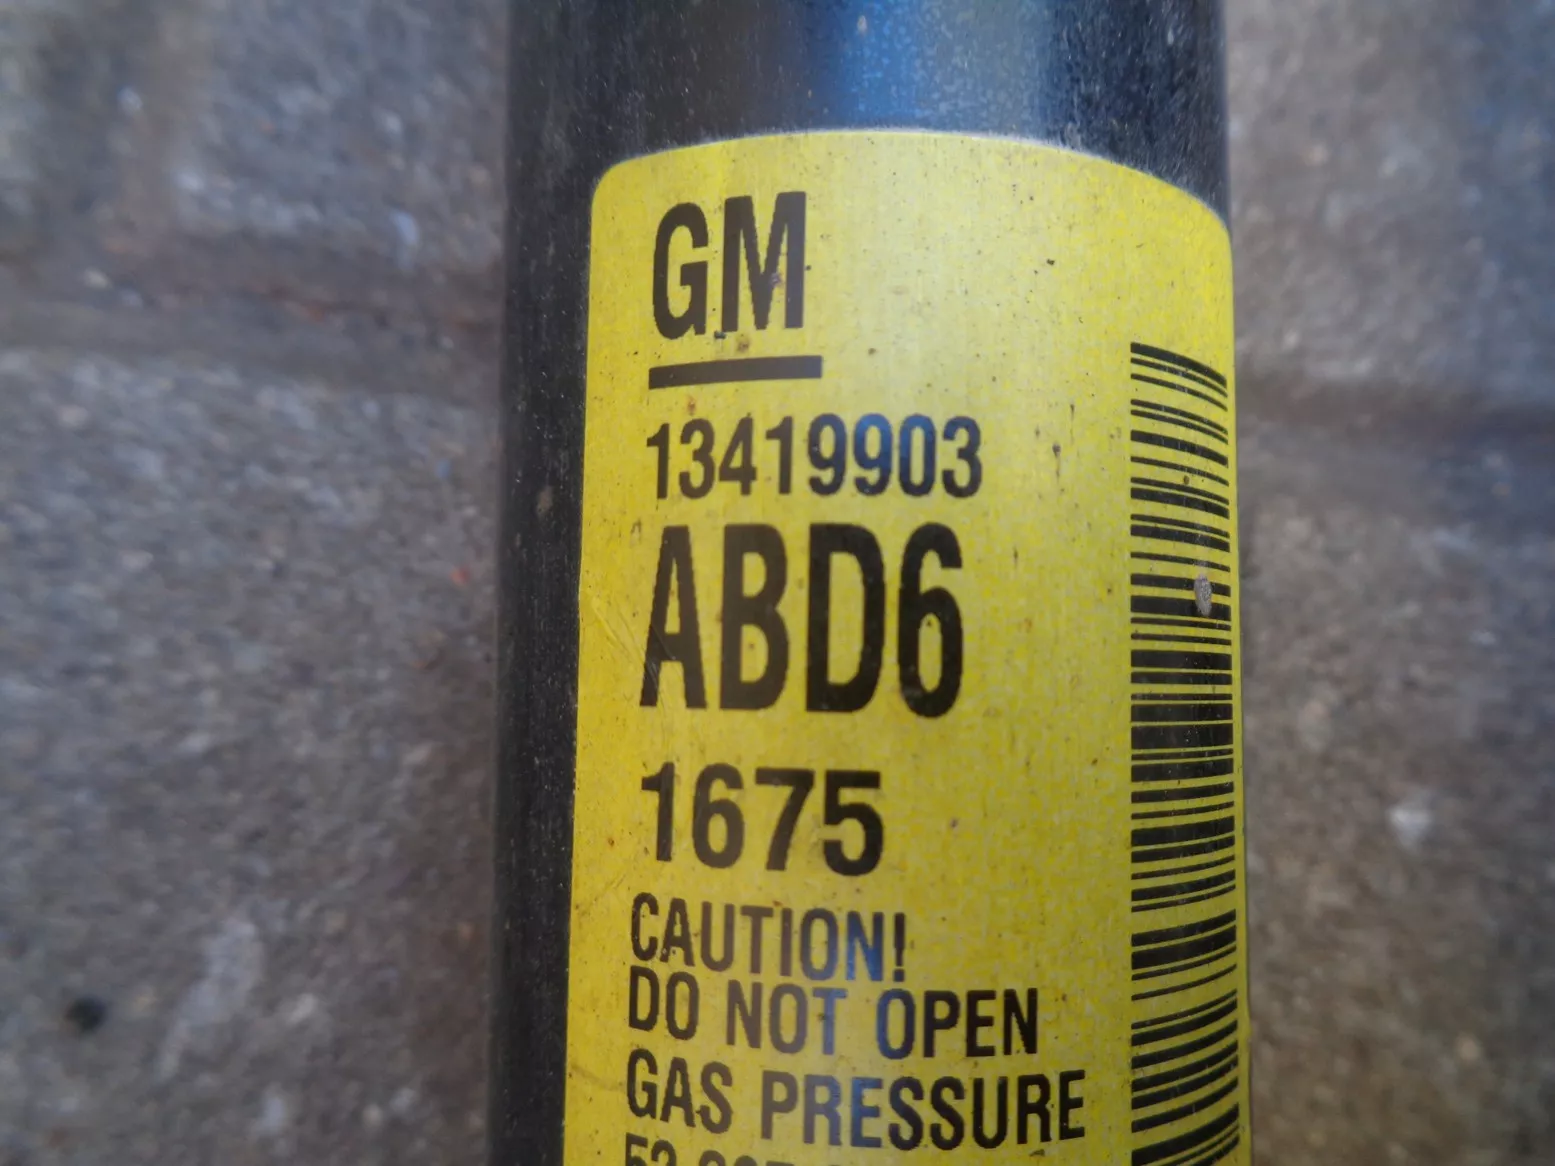 GM
13419903
ABD6
1675
CAUTION!
DO NOT OPEN
GAS PRESSURE